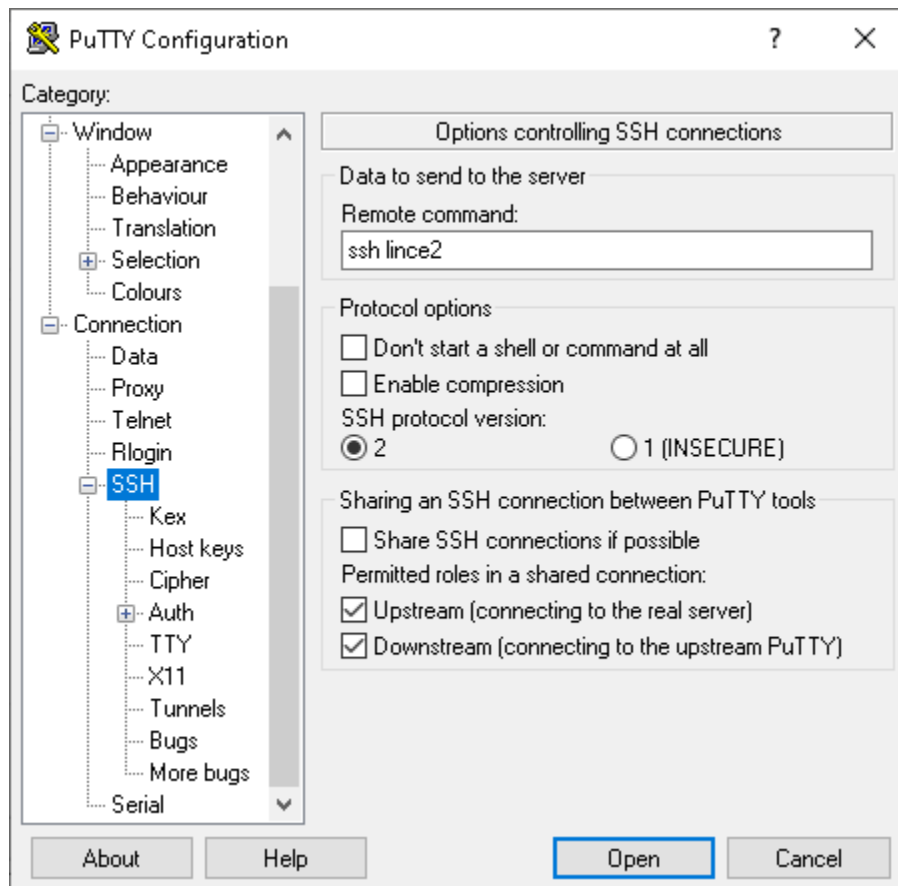 PuTTY Configuration
?
Category:
Window
Appearance
Behaviour
Translation
Selection
Colours
Connection
Data
Proxy
Telnet
Rlogin
SSH
Kex
Host keys
Cipher
Auth
TTY
X11
Tunnels
Bugs
More bugs
Serial
Options controlling SSH connections
Data to send to the server
Remote command:
ssh lince2
Protocol options
Don't start a shell or command at all
Enable compression
SSH protocol version:
2 1 (INSECURE)
Sharing an SSH connection between PuTTY tools
Share SSH connections if possible
Permitted roles in a shared connection:
Upstream (connecting to the real server)
Downstream (connecting to the upstream PuTTY)
About Help Open Cancel